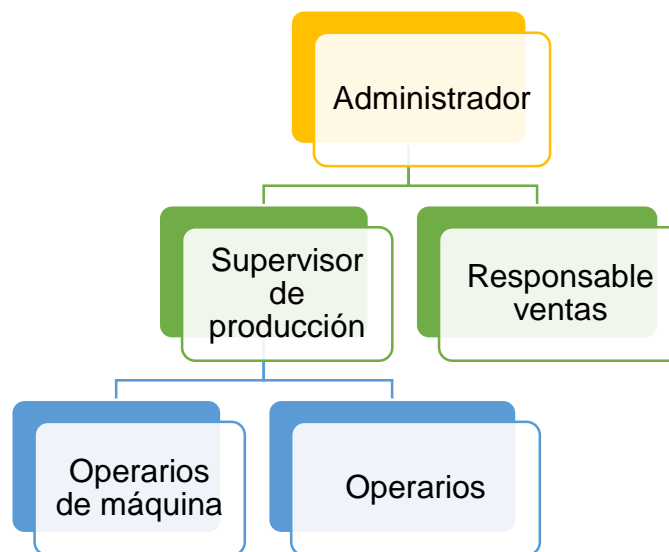 Administrador
Supervisor
de
producción
Responsable
ventas
Operarios
de máquina
Operarios